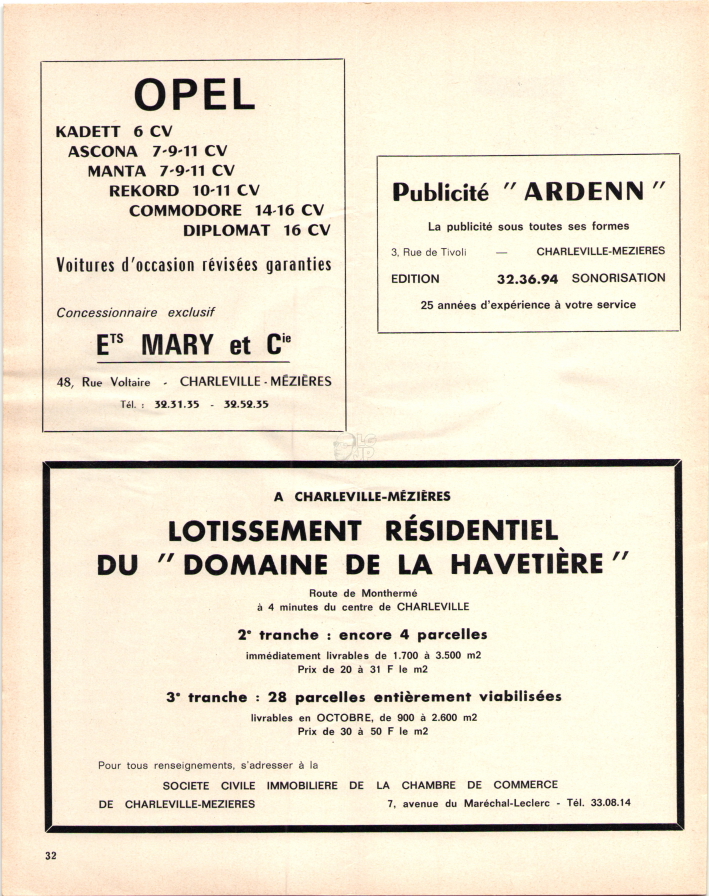 OPEL
KADETT 6 CV
ASCONA 7-9-11 CV
MANTA 7-9-11 CV
REKORD 10-11 CV
COMMODORE 14-16 CV
DIPLOMAT 16 CV
Voitures d'occasion révisées garanties
Concessionnaire exclusif
ETS MARY et Cie
48, Rue Voltaire - CHARLEVILLE-MÉZIÈRES
Tél. : 32.31.35 - 32.52.35
Publicité " ARDENN "
La publicité sous toutes ses formes
3, Rue de Tivoli — CHARLEVILLE-MEZIERES
EDITION 32.36.94 SONORISATION
25 années d'expérience à votre service
LG
JP
A CHARLEVILLE-MÉZIÈRES
LOTISSEMENT RÉSIDENTIEL
DU " DOMAINE DE LA HAVETIÈRE "
Route de Monthermé
à 4 minutes du centre de CHARLEVILLE
2e tranche : encore 4 parcelles
immédiatement livrables de 1.700 à 3.500 m2
Prix de 20 à 31 F le m2
3e tranche : 28 parcelles entièrement viabilisées
livrables en OCTOBRE, de 900 à 2.600 m2
Prix de 30 à 50 F le m2
Pour tous renseignements, s'adresser à la
SOCIETE CIVILE IMMOBILIERE DE LA CHAMBRE DE COMMERCE
DE CHARLEVILLE-MEZIERES 7, avenue du Maréchal-Leclerc - Tél. 33.08.14
32